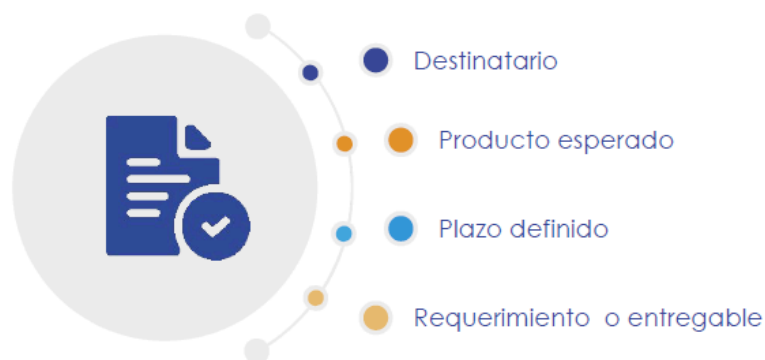 Destinatario
Producto esperado
Plazo definido
Requerimiento o entregable